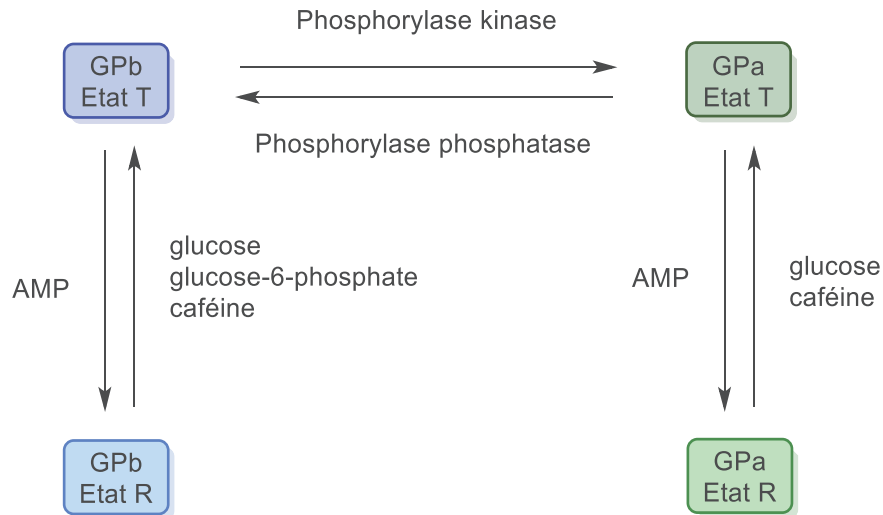 Phosphorylase kinase
GPb
Etat T
GPa
Etat T
Phosphorylase phosphatase
AMP
glucose
glucose-6-phosphate
caféine
AMP
glucose
caféine
GPb
Etat R
GPa
Etat R